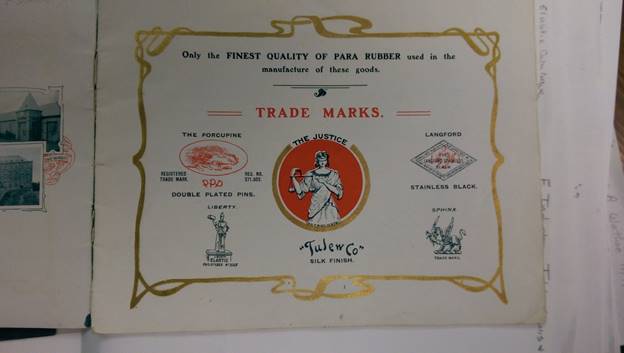 Only the FINEST QUALITY OF PARA RUBBER used in the
manufacture of these goods.
TRADE MARKS.
THE PORCUPINE
REGISTERED
TRADE MARK.
REG. NO.
DOUBLE PLATED PINS.
LIBERTY.
ELASTIC
THE JUSTICE
"Talew Co"
SILK FINISH.
LANGFORD
STAINLESS BLACK.
SPHINX.
TRADE MARK.